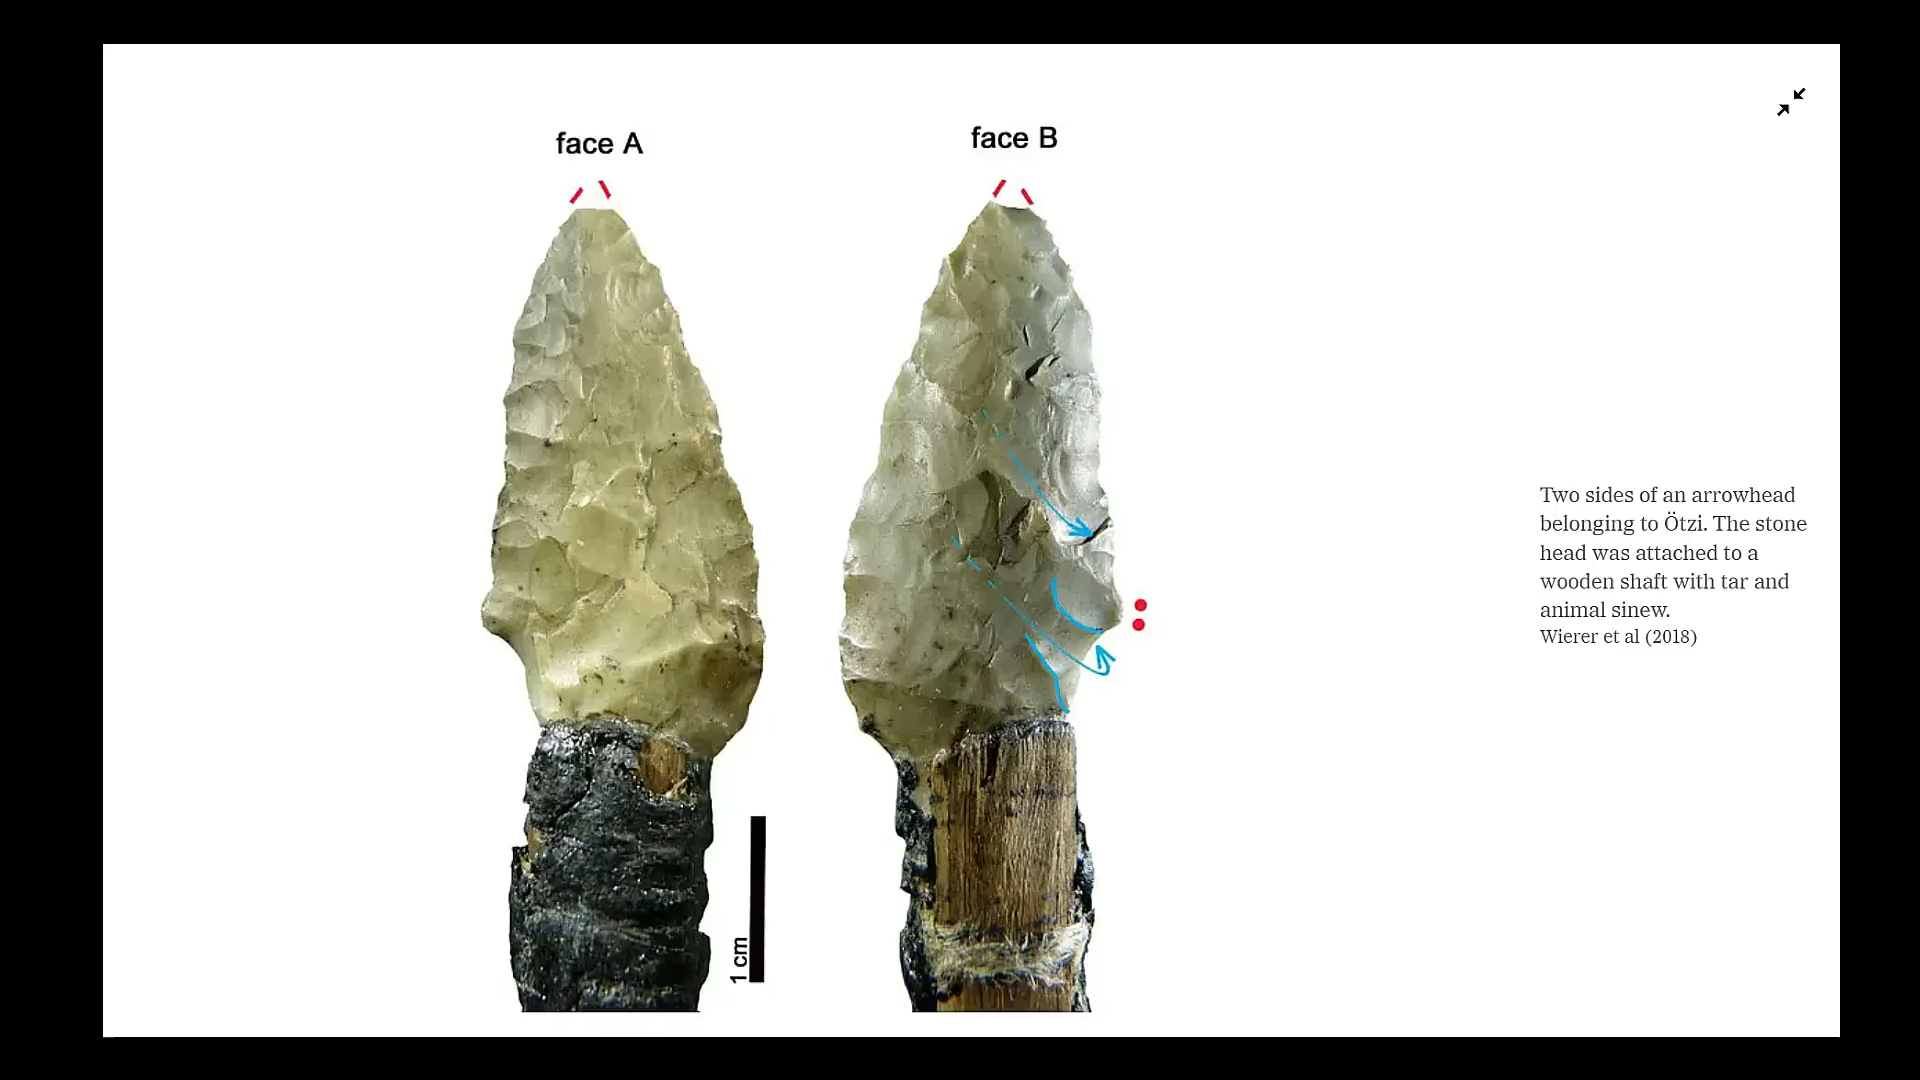 face A
face B
1 cm
Two sides of an arrowhead
belonging to Ötzi. The stone
head was attached to a
wooden shaft with tar and
animal sinew.
Wierer et al (2018)